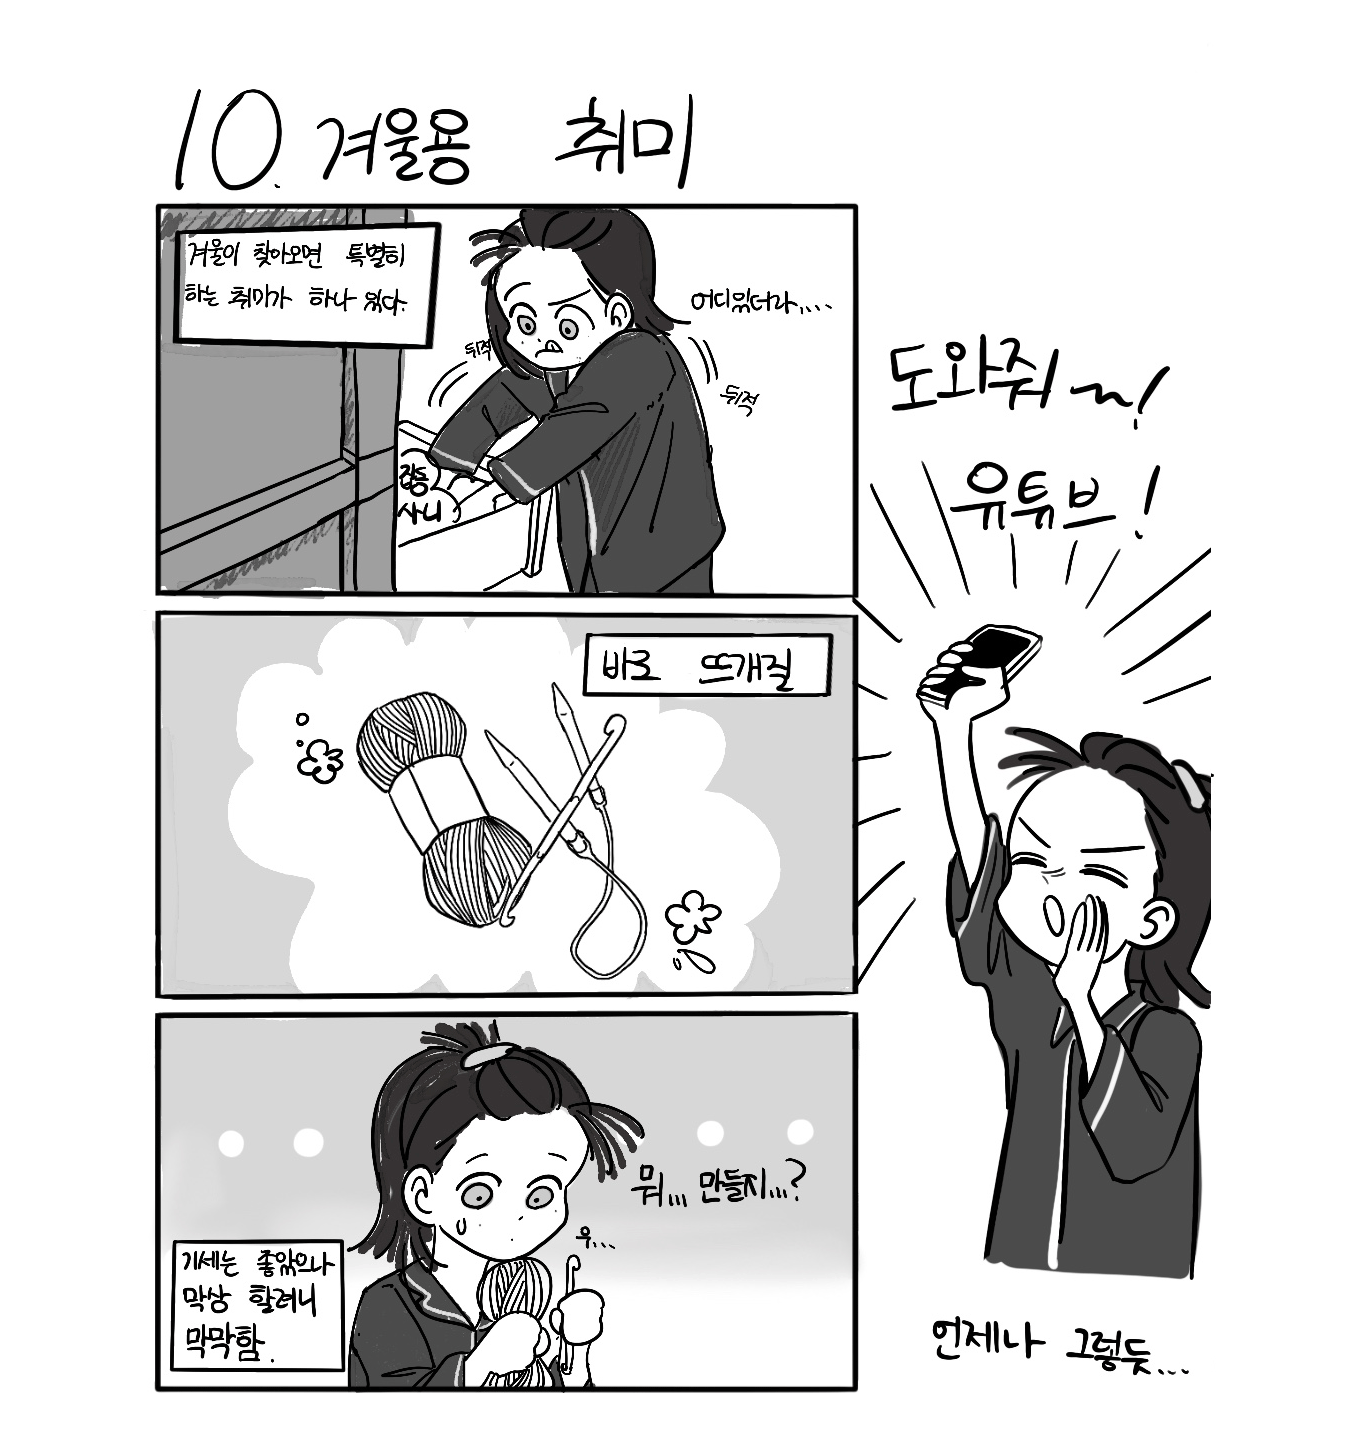 10. 겨울용 취미
겨울이 찾아오면 특별히
하는 취미가 하나 있다.
어디있더라....
뒤적
뒤적
잡동
사니
바로 뜨개질
뭐... 만들지...?
우...
기세는 좋았으나
막상 할려니
막막함.
도와줘~!
유튜브!
언제나 그렇듯...